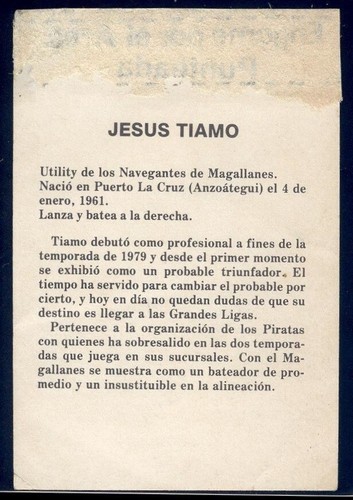 JESUS TIAMO
Utility de los Navegantes de Magallanes.
Nació en Puerto La Cruz (Anzoátegui) el 4 de
enero, 1961.
Lanza y batea a la derecha.
Tiamo debutó como profesional a fines de la
temporada de 1979 y desde el primer momento
se exhibió como un probable triunfador. El
tiempo ha servido para cambiar el probable por
cierto, y hoy en día no quedan dudas de que su
destino es llegar a las Grandes Ligas.
Pertenece a la organización de los Piratas
con quienes ha sobresalido en las dos tempora-
das que juega en sus sucursales. Con el Ma-
gallanes se muestra como un bateador de pro-
medio y un insustituible en la alineación.